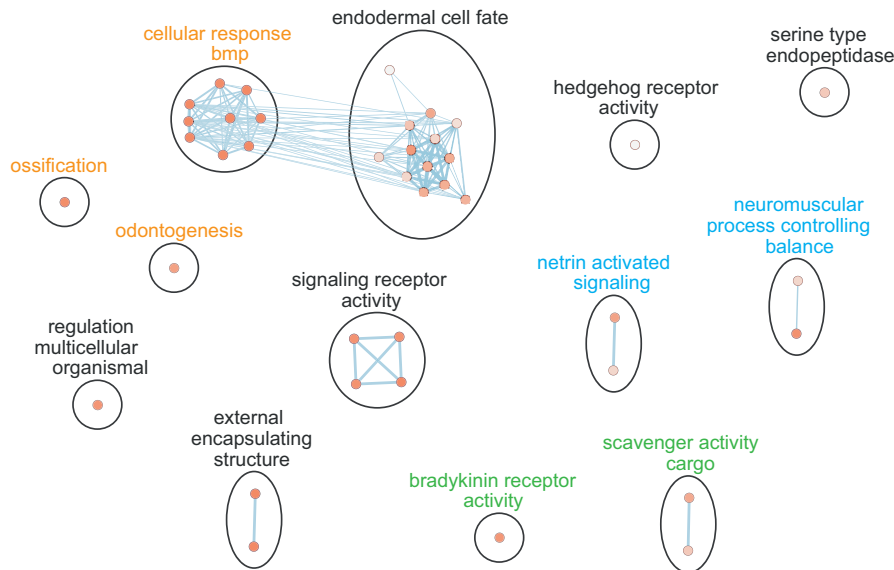 endodermal cell fate
cellular response
bmp
serine type
endopeptidase
hedgehog receptor
activity
ossification
neuromuscular
process controlling
balance
odontogenesis
netrin activated
signaling
signaling receptor
activity
regulation
multicellular
organismal
external
encapsulating
structure
scavenger activity
cargo
bradykinin receptor
activity